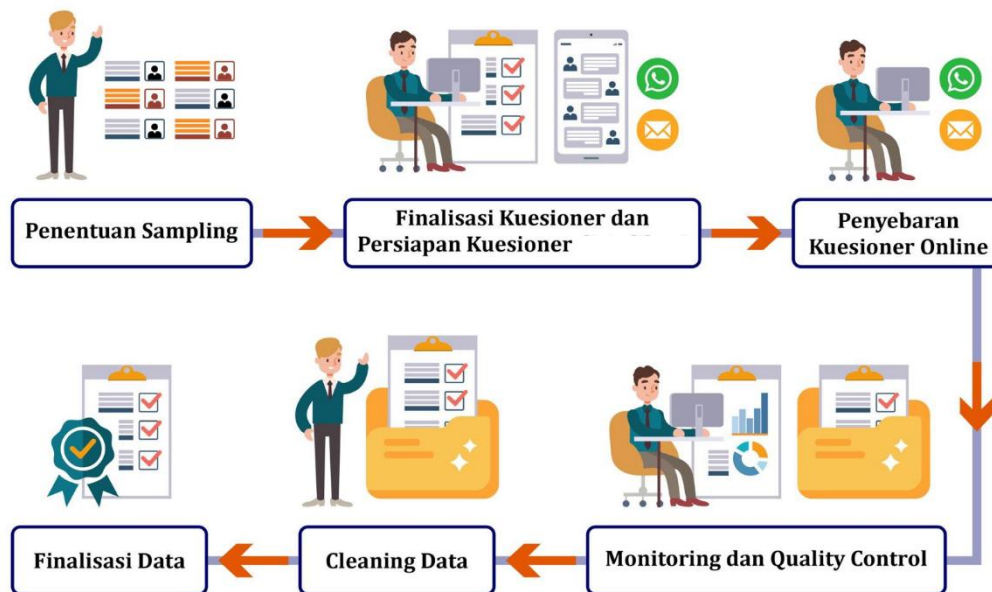 Penentuan Sampling
Finalisasi Kuesioner dan
Persiapan Kuesioner
Penyebaran
Kuesioner Online
Monitoring dan Quality Control
Cleaning Data
Finalisasi Data